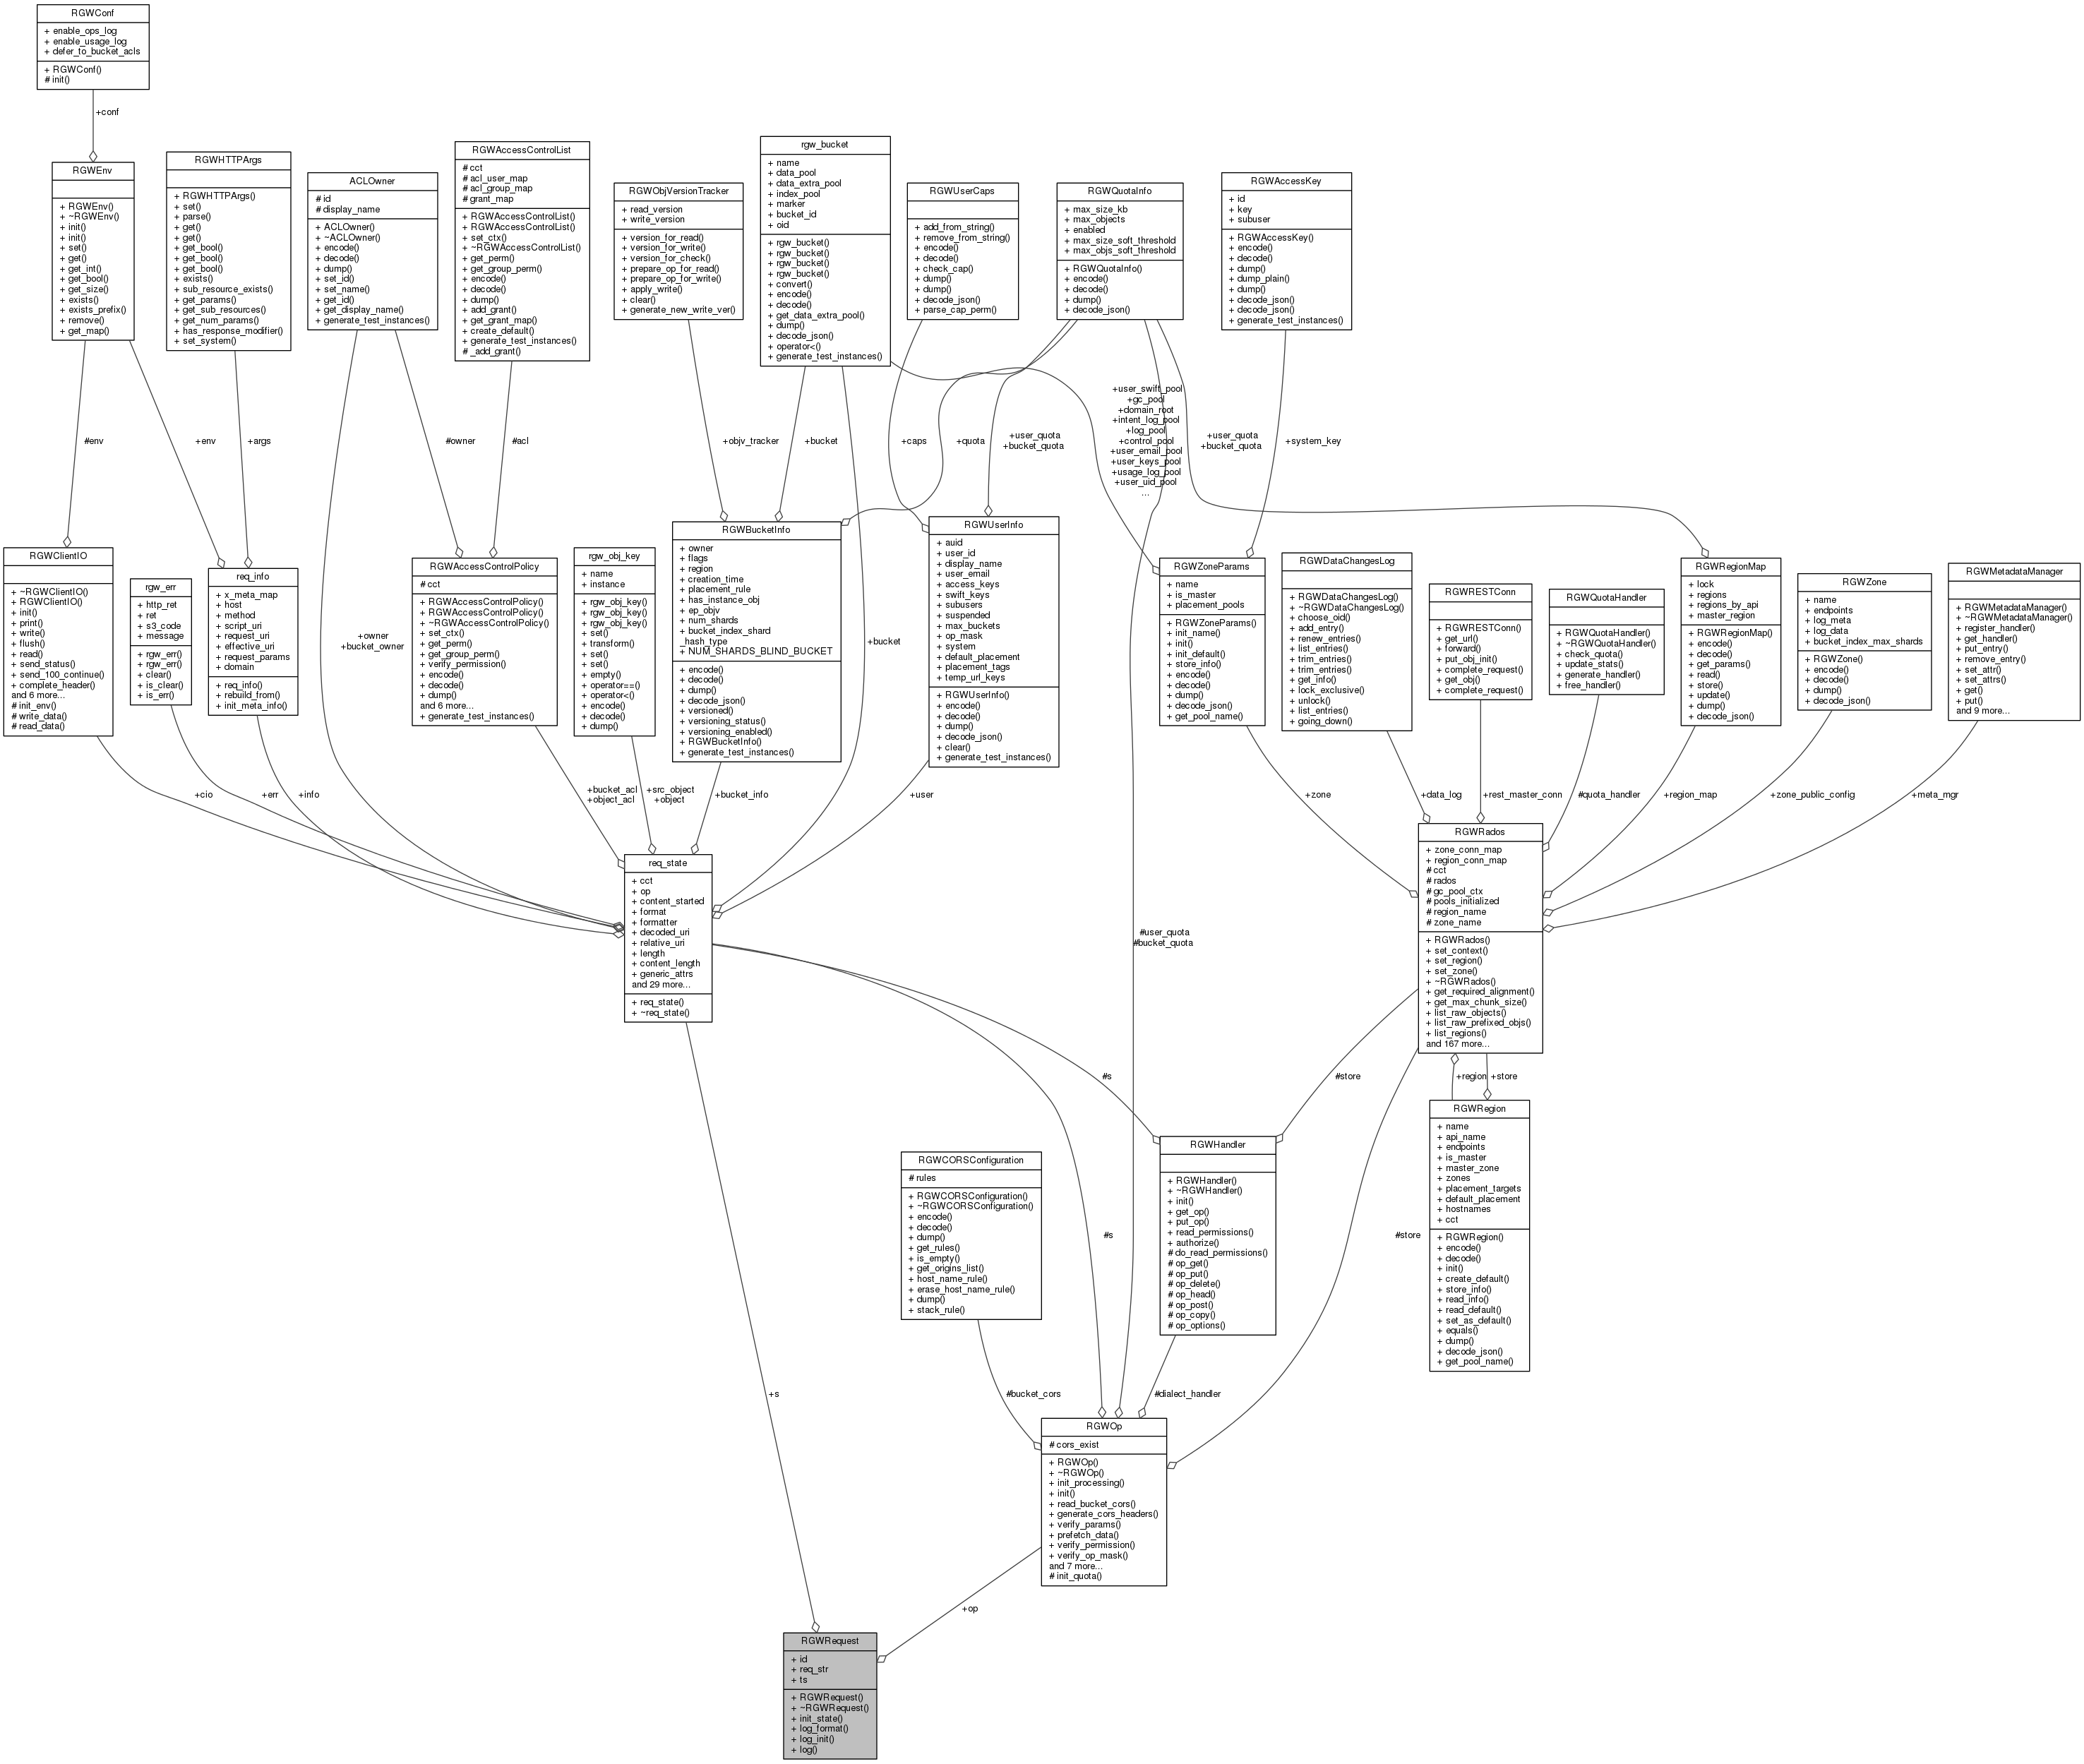 RGWConf
+ enable_ops_log
+ enable_usage_log
+ defer_to_bucket_acls
+ RGWConf()
# init()
+conf
RGWEnv
+ RGWEnv()
+ ~RGWEnv()
+ init()
+ init()
+ set()
+ get()
+ get_int()
+ get_bool()
+ get_size()
+ exists()
+ exists_prefix()
+ remove()
+ get_map()
RGWHTTPArgs
+ RGWHTTPArgs()
+ set()
+ parse()
+ get()
+ get()
+ get_bool()
+ get_bool()
+ get_bool()
+ exists()
+ sub_resource_exists()
+ get_params()
+ get_sub_resources()
+ get_num_params()
+ has_response_modifier()
+ set_system()
ACLOwner
# id
# display_name
+ ACLOwner()
+ ~ACLOwner()
+ encode()
+ decode()
+ dump()
+ set_id()
+ set_name()
+ get_id()
+ get_display_name()
+ generate_test_instances()
RGWAccessControlList
# cct
# acl_user_map
# acl_group_map
# grant_map
+ RGWAccessControlList()
+ RGWAccessControlList()
+ set_ctx()
+ ~RGWAccessControlList()
+ get_perm()
+ get_group_perm()
+ encode()
+ decode()
+ dump()
+ add_grant()
+ get_grant_map()
+ create_default()
+ generate_test_instances()
# _add_grant()
RGWObjVersionTracker
+ read_version
+ write_version
+ version_for_read()
+ version_for_write()
+ version_for_check()
+ prepare_op_for_read()
+ prepare_op_for_write()
+ apply_write()
+ clear()
+ generate_new_write_ver()
rgw_bucket
+ name
+ data_pool
+ data_extra_pool
+ index_pool
+ marker
+ bucket_id
+ oid
+ rgw_bucket()
+ rgw_bucket()
+ rgw_bucket()
+ rgw_bucket()
+ convert()
+ encode()
+ decode()
+ get_data_extra_pool()
+ dump()
+ decode_json()
+ operator<()
+ generate_test_instances()
RGWUserCaps
+ add_from_string()
+ remove_from_string()
+ encode()
+ decode()
+ check_cap()
+ dump()
+ dump()
+ decode_json()
+ parse_cap_perm()
RGWQuotaInfo
+ max_size_kb
+ max_objects
+ enabled
+ max_size_soft_threshold
+ max_objs_soft_threshold
+ RGWQuotaInfo()
+ encode()
+ decode()
+ dump()
+ decode_json()
RGWAccessKey
+ id
+ key
+ subuser
+ RGWAccessKey()
+ encode()
+ decode()
+ dump()
+ dump_plain()
+ dump()
+ decode_json()
+ decode_json()
+ generate_test_instances()
#env
+env
+args
#owner
#acl
+objv_tracker
+bucket
+caps
+quota
+user_quota
+bucket_quota
+user_swift_pool
+gc_pool
+domain_root
+intent_log_pool
+log_pool
+control_pool
+user_email_pool
+user_keys_pool
+usage_log_pool
+user_uid_pool
...
+user_quota
+bucket_quota
+system_key
RGWClientIO
+ ~RGWClientIO()
+ RGWClientIO()
+ init()
+ print()
+ write()
+ flush()
+ read()
+ send_status()
+ send_100_continue()
+ complete_header()
and 6 more...
# init_env()
# write_data()
# read_data()
rgw_err
+ http_ret
+ ret
+ s3_code
+ message
+ rgw_err()
+ rgw_err()
+ clear()
+ is_clear()
+ is_err()
req_info
+ x_meta_map
+ host
+ method
+ script_uri
+ request_uri
+ effective_uri
+ request_params
+ domain
+ req_info()
+ rebuild_from()
+ init_meta_info()
+owner
+bucket_owner
RGWAccessControlPolicy
# cct
+ RGWAccessControlPolicy()
+ RGWAccessControlPolicy()
+ ~RGWAccessControlPolicy()
+ set_ctx()
+ get_perm()
+ get_group_perm()
+ verify_permission()
+ encode()
+ decode()
+ dump()
and 6 more...
+ generate_test_instances()
rgw_obj_key
+ name
+ instance
+ rgw_obj_key()
+ rgw_obj_key()
+ rgw_obj_key()
+ set()
+ transform()
+ set()
+ set()
+ empty()
+ operator==()
+ operator<()
+ encode()
+ decode()
+ dump()
RGWBucketInfo
+ owner
+ flags
+ region
+ creation_time
+ placement_rule
+ has_instance_obj
+ ep_objv
+ num_shards
+ bucket_index_shard
_hash_type
+ NUM_SHARDS_BLIND_BUCKET
+ encode()
+ decode()
+ dump()
+ decode_json()
+ versioned()
+ versioning_status()
+ versioning_enabled()
+ RGWBucketInfo()
+ generate_test_instances()
+bucket
RGWUserInfo
+ auid
+ user_id
+ display_name
+ user_email
+ access_keys
+ swift_keys
+ subusers
+ suspended
+ max_buckets
+ op_mask
+ system
+ default_placement
+ placement_tags
+ temp_url_keys
+ RGWUserInfo()
+ encode()
+ decode()
+ dump()
+ decode_json()
+ clear()
+ generate_test_instances()
RGWZoneParams
+ name
+ is_master
+ placement_pools
+ RGWZoneParams()
+ init_name()
+ init()
+ init_default()
+ store_info()
+ encode()
+ decode()
+ dump()
+ decode_json()
+ get_pool_name()
RGWDataChangesLog
+ RGWDataChangesLog()
+ ~RGWDataChangesLog()
+ choose_oid()
+ add_entry()
+ renew_entries()
+ list_entries()
+ trim_entries()
+ trim_entries()
+ get_info()
+ lock_exclusive()
+ unlock()
+ list_entries()
+ going_down()
RGWRESTConn
+ RGWRESTConn()
+ get_url()
+ forward()
+ put_obj_init()
+ complete_request()
+ get_obj()
+ complete_request()
RGWQuotaHandler
+ RGWQuotaHandler()
+ ~RGWQuotaHandler()
+ check_quota()
+ update_stats()
+ generate_handler()
+ free_handler()
RGWRegionMap
+ lock
+ regions
+ regions_by_api
+ master_region
+ RGWRegionMap()
+ encode()
+ decode()
+ get_params()
+ read()
+ store()
+ update()
+ dump()
+ decode_json()
RGWZone
+ name
+ endpoints
+ log_meta
+ log_data
+ bucket_index_max_shards
+ RGWZone()
+ encode()
+ decode()
+ dump()
+ decode_json()
RGWMetadataManager
+ RGWMetadataManager()
+ ~RGWMetadataManager()
+ register_handler()
+ get_handler()
+ put_entry()
+ remove_entry()
+ set_attr()
+ set_attrs()
+ get()
+ put()
and 9 more...
+cio
+err
+info
+bucket_acl
+object_acl
+src_object
+object
+bucket_info
+user
+zone
+data_log
+rest_master_conn
#quota_handler
+region_map
+zone_public_config
+meta_mgr
req_state
+ cct
+ op
+ content_started
+ format
+ formatter
+ decoded_uri
+ relative_uri
+ length
+ content_length
+ generic_attrs
and 29 more...
+ req_state()
+ ~req_state()
#user_quota
#bucket_quota
RGWRados
+ zone_conn_map
+ region_conn_map
# cct
# rados
# gc_pool_ctx
# pools_initialized
# region_name
# zone_name
+ RGWRados()
+ set_context()
+ set_region()
+ set_zone()
+ ~RGWRados()
+ get_required_alignment()
+ get_max_chunk_size()
+ list_raw_objects()
+ list_raw_prefixed_objs()
+ list_regions()
and 167 more...
#s
#store
+region
+store
RGWRegion
+ name
+ api_name
+ endpoints
+ is_master
+ master_zone
+ zones
+ placement_targets
+ default_placement
+ hostnames
+ cct
+ RGWRegion()
+ encode()
+ decode()
+ init()
+ create_default()
+ store_info()
+ read_info()
+ read_default()
+ set_as_default()
+ equals()
+ dump()
+ decode_json()
+ get_pool_name()
RGWCORSConfiguration
# rules
+ RGWCORSConfiguration()
+ ~RGWCORSConfiguration()
+ encode()
+ decode()
+ dump()
+ get_rules()
+ is_empty()
+ get_origins_list()
+ host_name_rule()
+ erase_host_name_rule()
+ dump()
+ stack_rule()
#s
RGWHandler
+ RGWHandler()
+ ~RGWHandler()
+ init()
+ get_op()
+ put_op()
+ read_permissions()
+ authorize()
# do_read_permissions()
# op_get()
# op_put()
# op_delete()
# op_head()
# op_post()
# op_copy()
# op_options()
#store
+s
#bucket_cors
#dialect_handler
RGWOp
# cors_exist
+ RGWOp()
+ ~RGWOp()
+ init_processing()
+ init()
+ read_bucket_cors()
+ generate_cors_headers()
+ verify_params()
+ prefetch_data()
+ verify_permission()
+ verify_op_mask()
and 7 more...
# init_quota()
+op
RGWRequest
+ id
+ req_str
+ ts
+ RGWRequest()
+ ~RGWRequest()
+ init_state()
+ log_format()
+ log_init()
+ log()